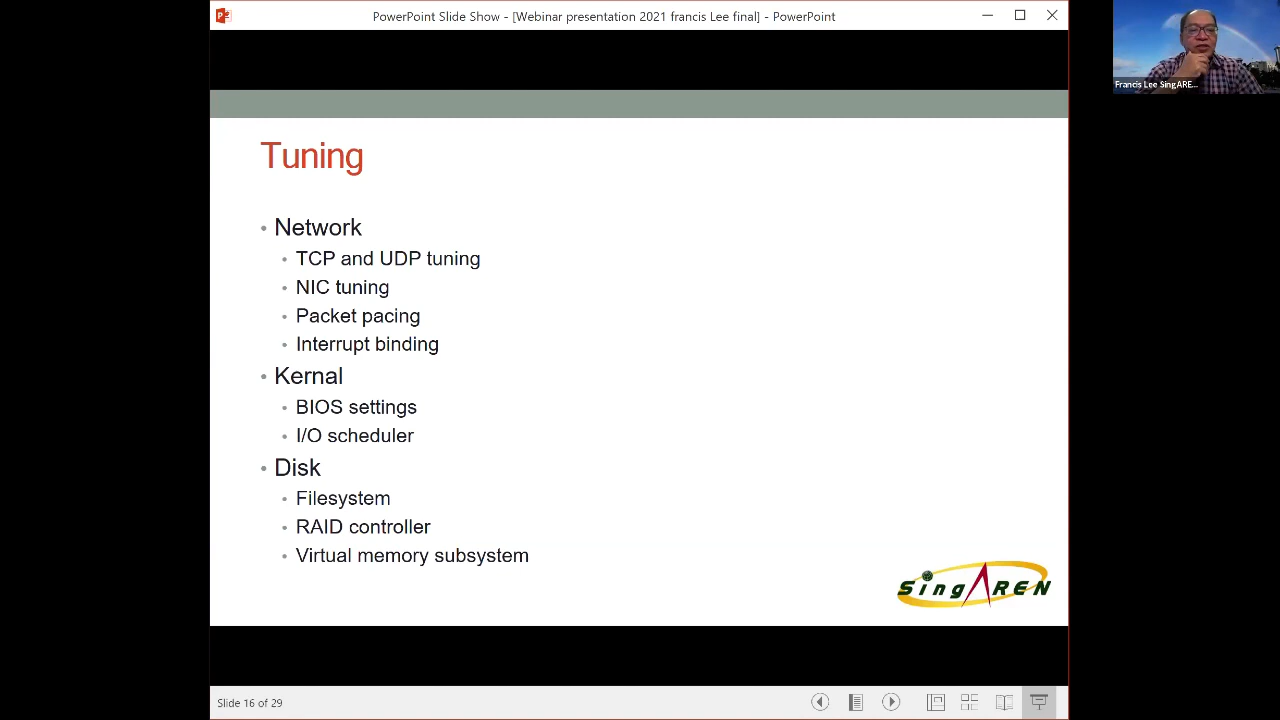 PowerPoint Slide Show - [Webinar presentation 2021 francis Lee final] - PowerPoint
Francis Lee SingARE...
Tuning
• Network
• TCP and UDP tuning
• NIC tuning
• Packet pacing
• Interrupt binding
• Kernal
• BIOS settings
• I/O scheduler
• Disk
• Filesystem
• RAID controller
• Virtual memory subsystem
SingAREN
Slide 16 of 29